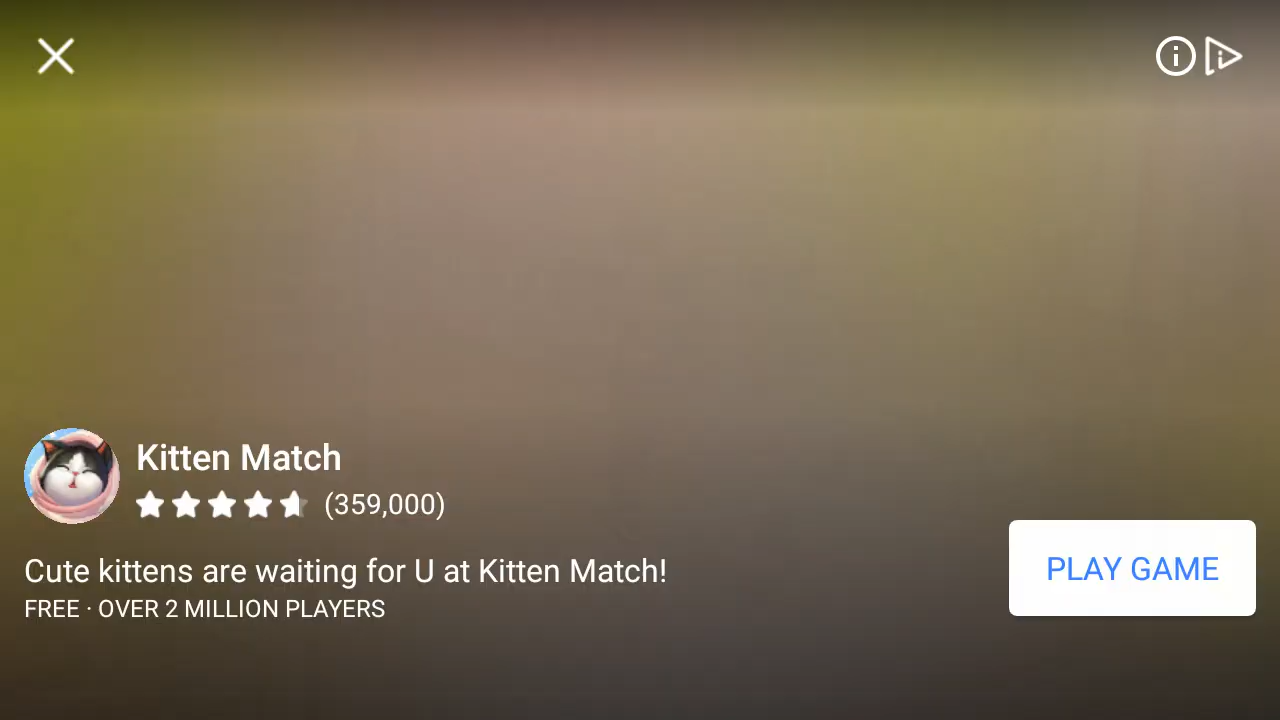 Kitten Match
(359,000)
Cute kittens are waiting for U at Kitten Match!
FREE · OVER 2 MILLION PLAYERS
PLAY GAME